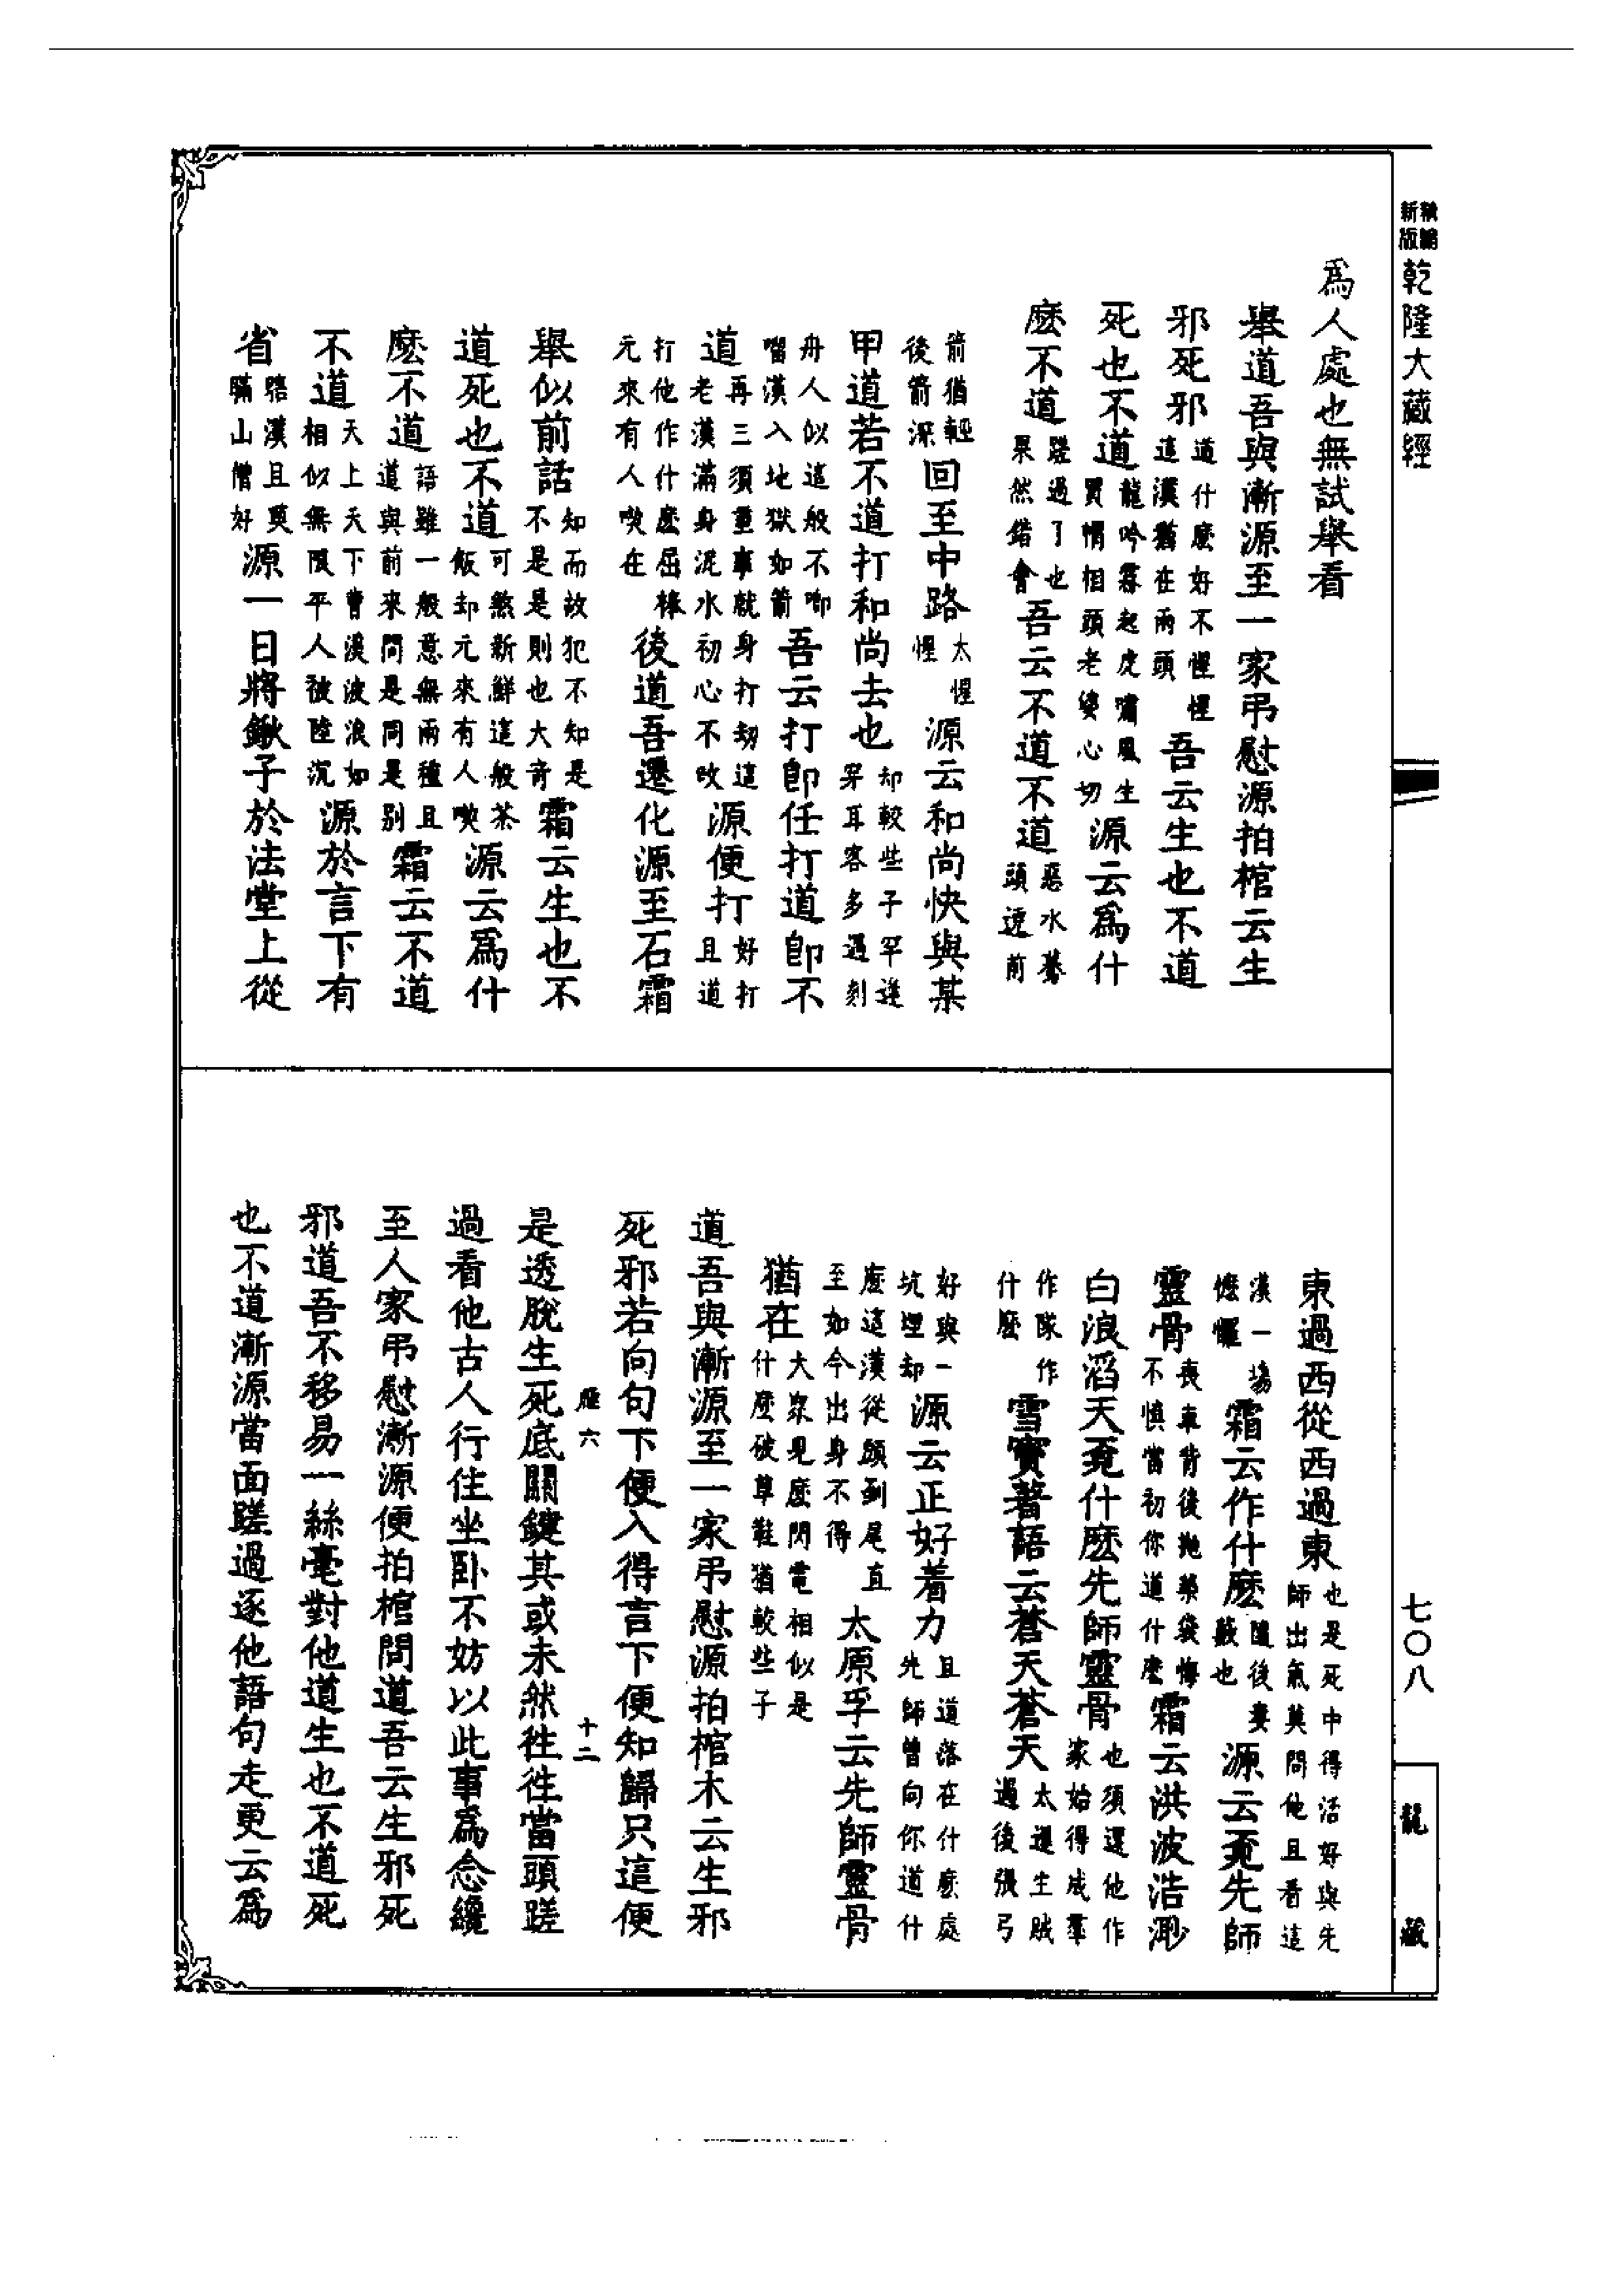 新版 精編 乾隆大藏經
七〇八
龍藏
為人處也無試舉看
舉道吾與漸源至一家弔慰源拍棺云生
邪死邪道什麽好不惺惺這漢猶在兩頭吾云生也不道
死也不道龍吟霧起虎嘯風生買帽相頭老婆心切源云爲什
麽不道蹉過了也果然錯會吾云不道不道惡水驀頭澆前
箭猶輕後箭深回至中路太惺惺源云和尚快與某
甲道若不道打和尚去也却較些子罕逢穿耳客多遇刻
舟人似這般不唧㗜漢入地獄如箭吾云打即任打道即不
道再三須重事就身打劫這老漢滿身泥水初心不改源便打好打且道
打他作什麽屈棒元來有人喫在後道吾遷化源至石霜
舉似前話知而故犯不知是不是是則也大奇霜云生也不
道死也不道可煞新鮮這般茶飯却元來有人喫源云爲什
麽不道語雖一般意無兩種且道與前來問是同是別霜云不道
不道天上天下曹溪波浪如相似無限平人被陸沉源於言下有
省瞎漢且莫瞞山僧好源一日將鍬子於法堂上從
東過西從西過東也是死中得活好與先師出氣莫問他且看這
漢一場懡㦬霜云作什麽隨後婁藪也源云覓先師
靈骨喪車背後抛藥袋悔不慎當初你道什麽霜云洪波浩渺
白浪滔天覓什麽先師靈骨也須還他作家始得成羣
作隊作什麽雪竇著語云蒼天蒼天太遲生賊過後張弓
好與一坑埋却源云正好着力且道落在什麽處先師曾向你道什
麽這漢從頭到尾直至如今出身不得太原孚云先師靈骨
猶在大衆見麽閃電相似是什麽破草鞋猶較些子
道吾與漸源至一家弔慰源拍棺木云生邪
死邪若向句下便入得言下便知歸只這便
歷六 十二
是透脫生死底關鍵其或未然徃徃當頭蹉
過看他古人行住坐臥不妨以此事爲念纔
至人家弔慰漸源便拍棺問道吾云生邪死
邪道吾不移易一絲毫對他道生也不道死
也不道漸源當面蹉過逐他語句走更云爲